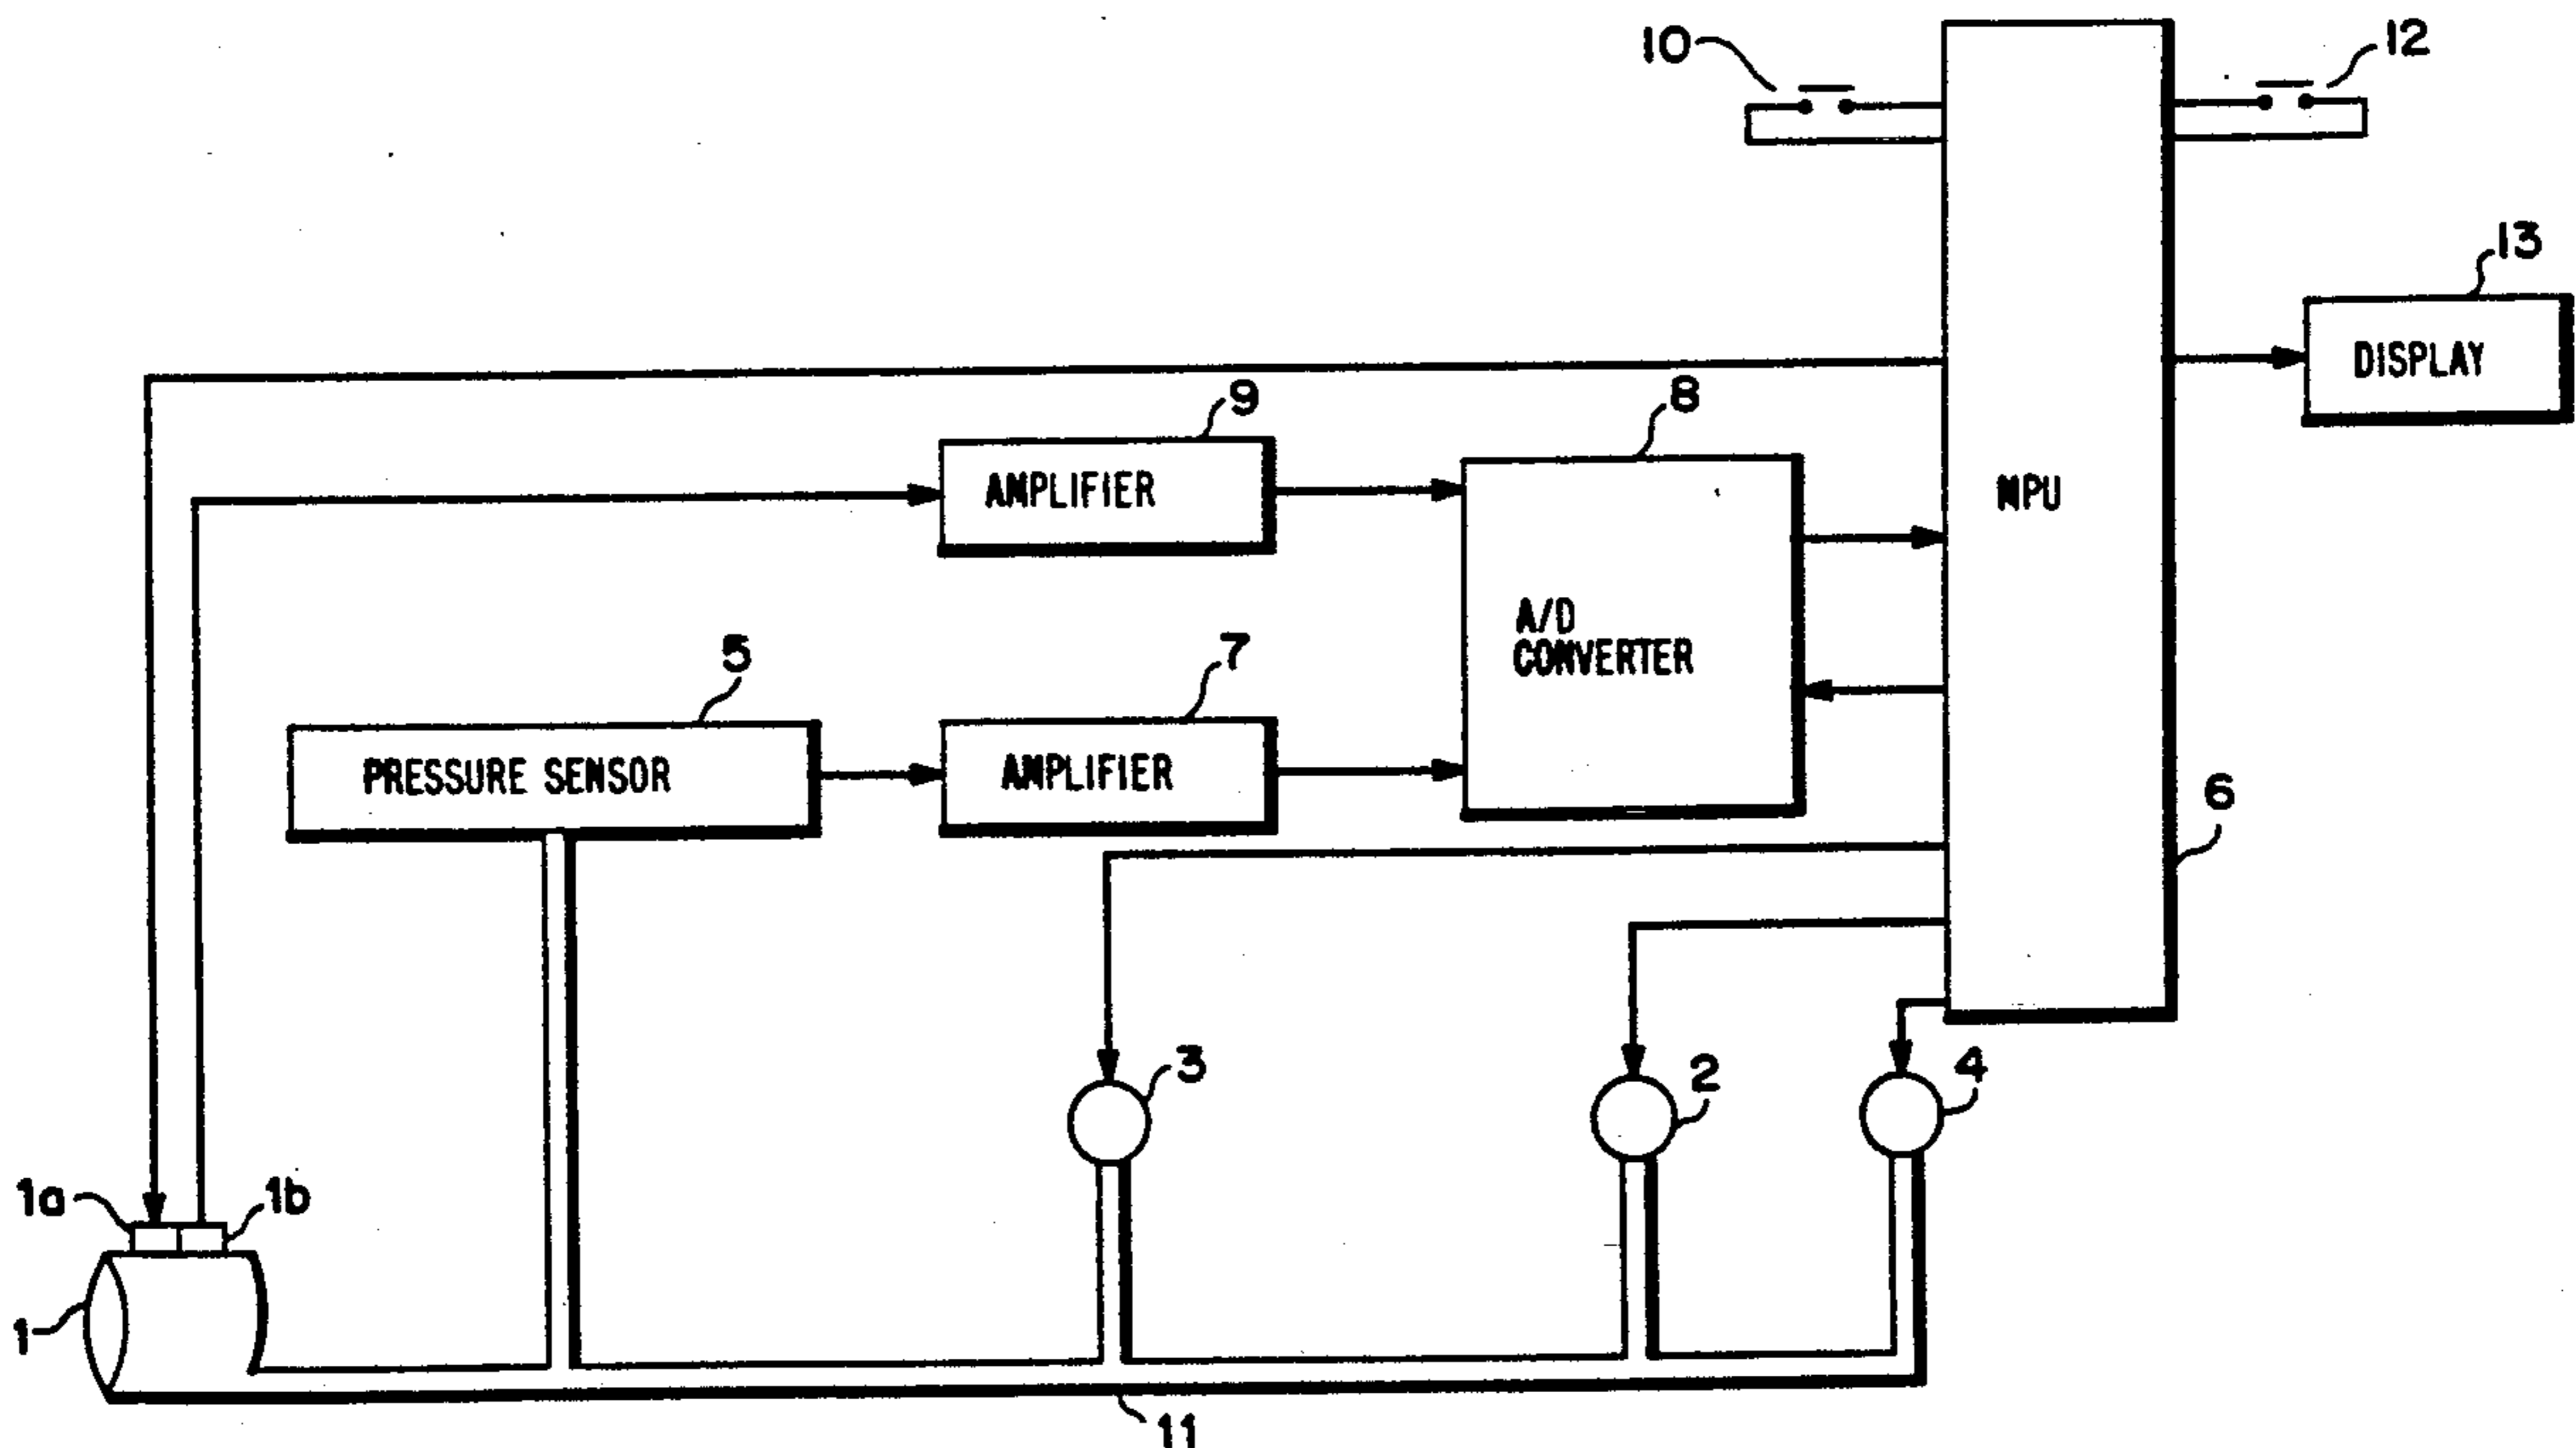 10
12
13
DISPLAY
9
AMPLIFIER
8
MPU
A/D
CONVERTER
5
PRESSURE SENSOR
7
AMPLIFIER
6
3
2
4
1a
1b
1
11